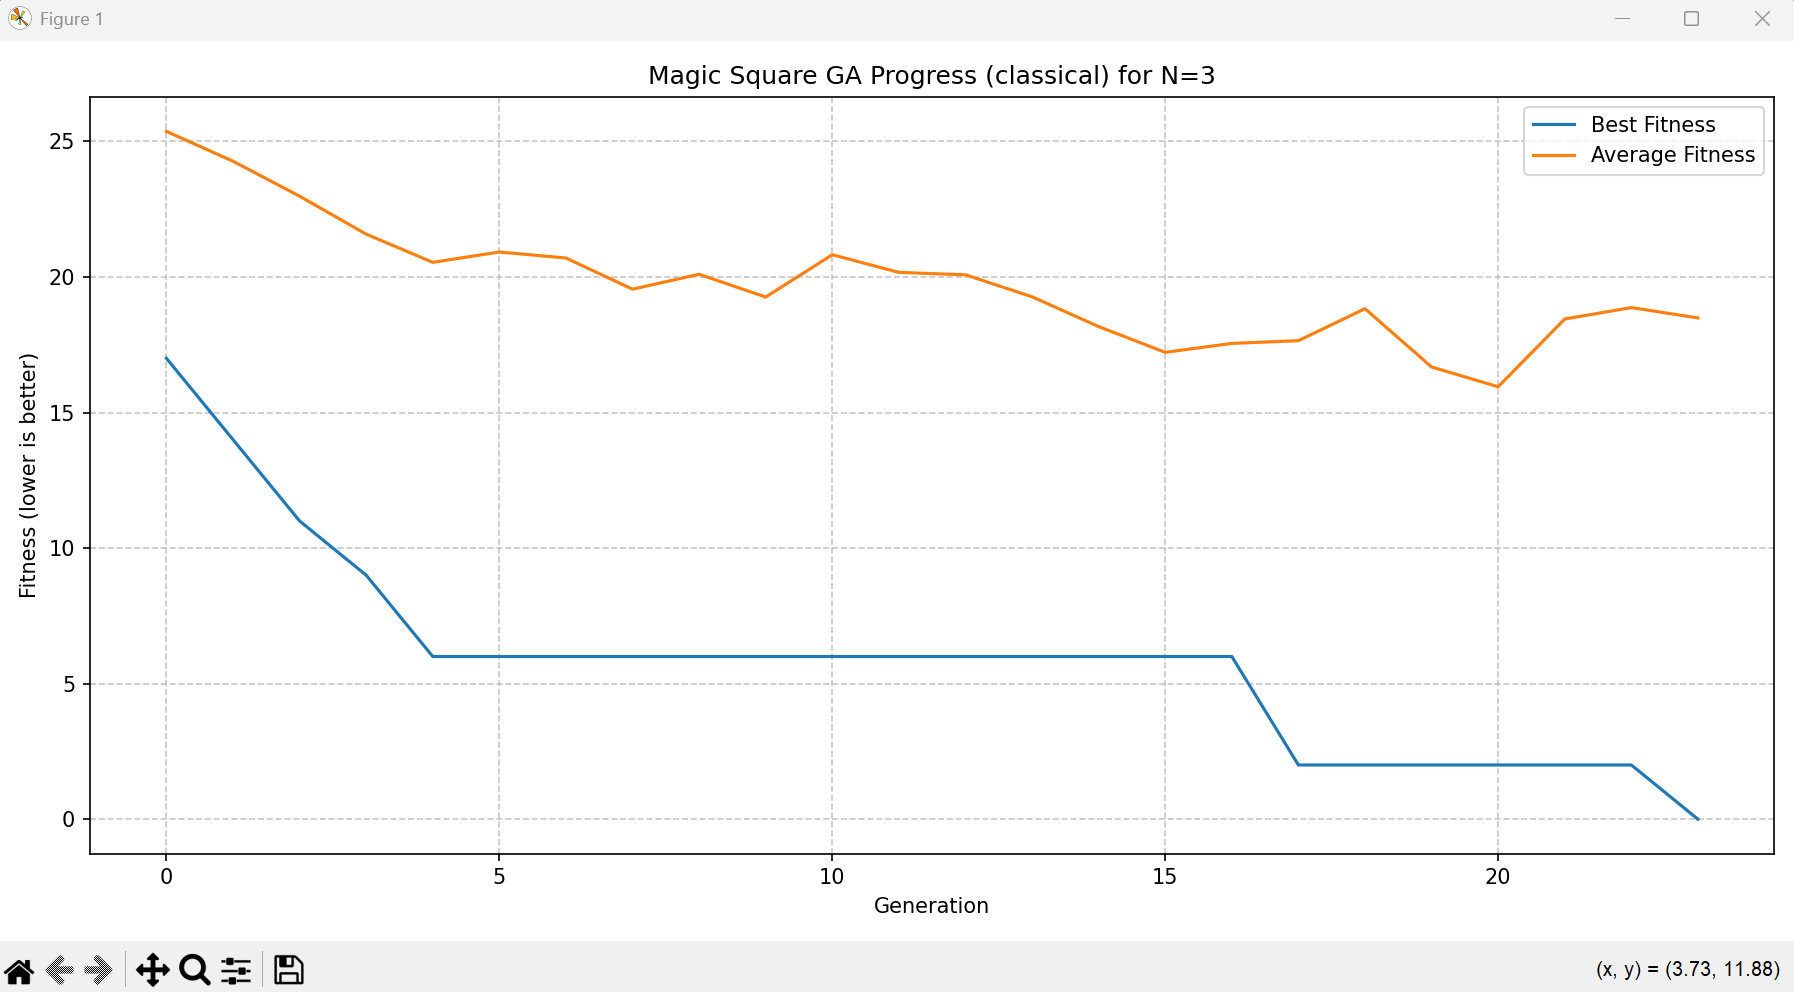 Figure 1
Magic Square GA Progress (classical) for N=3
Best Fitness
Average Fitness
Fitness (lower is better)
25
20
15
10
5
0
0 5 10 15 20
Generation
(x, y) = (3.73, 11.88)